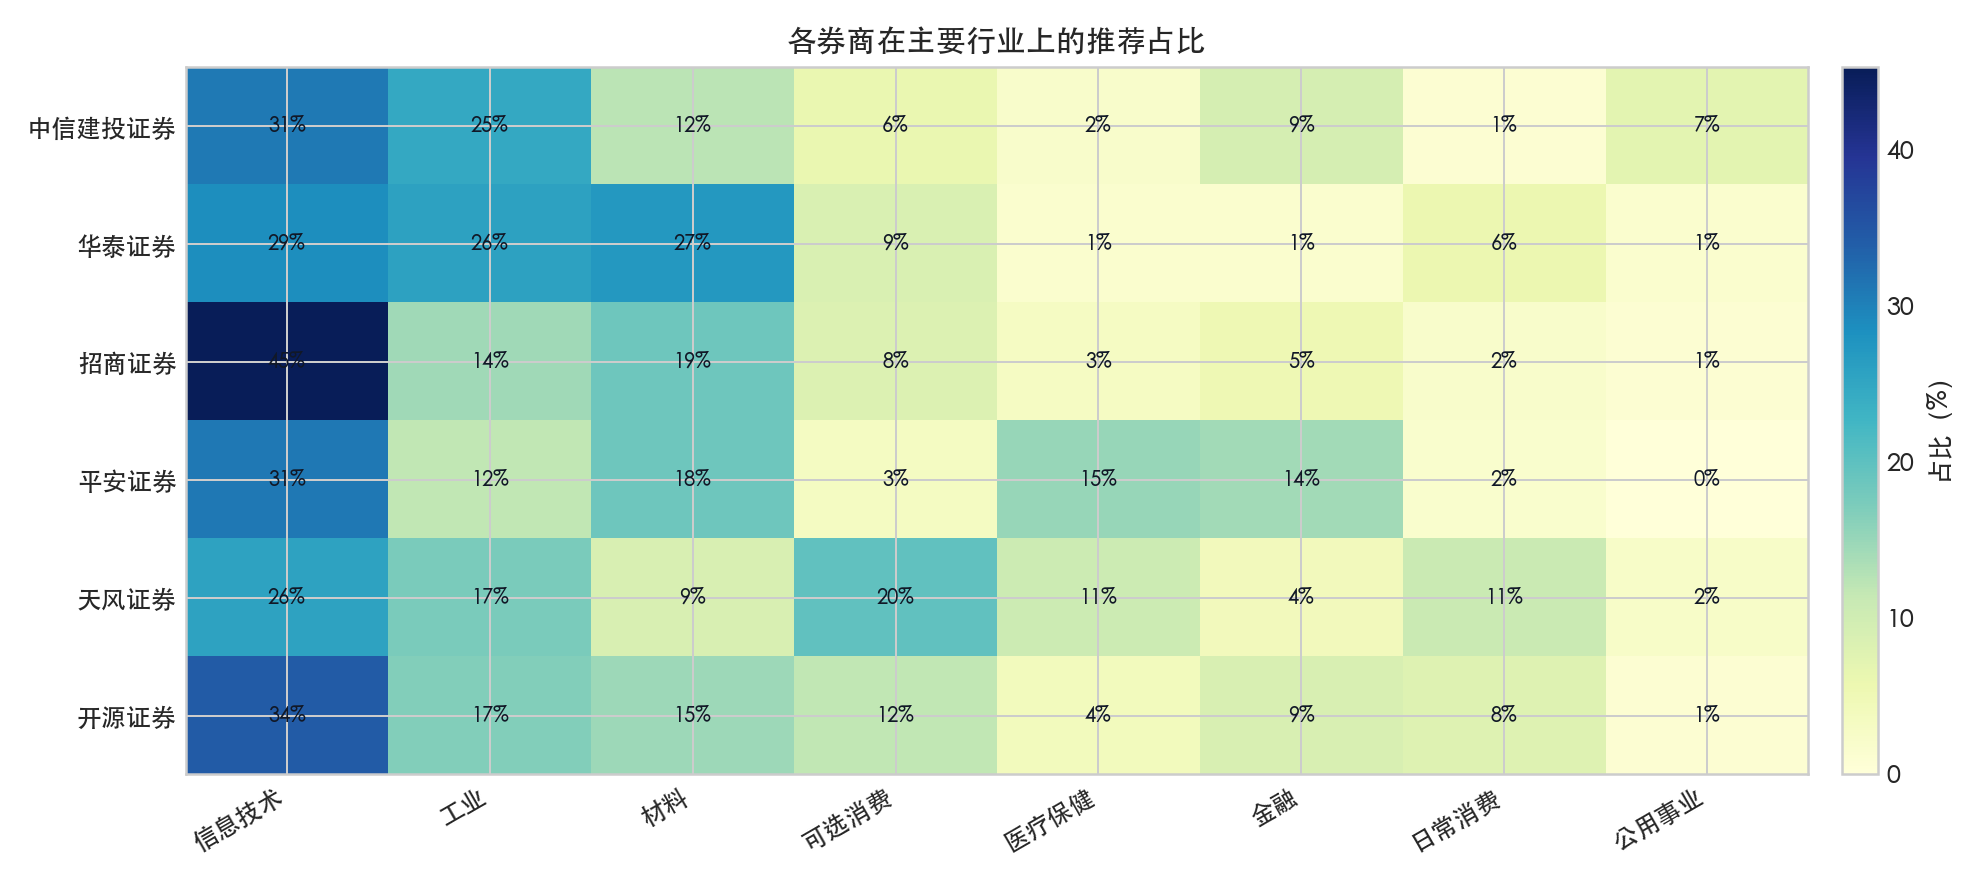 各券商在主要行业上的推荐占比
中信建投证券 31% 25% 12% 6% 2% 9% 1% 7%
华泰证券 29% 26% 27% 9% 1% 1% 6% 1%
招商证券 45% 14% 19% 8% 3% 5% 2% 1%
平安证券 31% 12% 18% 3% 15% 14% 2% 0%
天风证券 26% 17% 9% 20% 11% 4% 11% 2%
开源证券 34% 17% 15% 12% 4% 9% 8% 1%
信息技术 工业 材料 可选消费 医疗保健 金融 日常消费 公用事业
40
30
20
10
0
占比 (%)